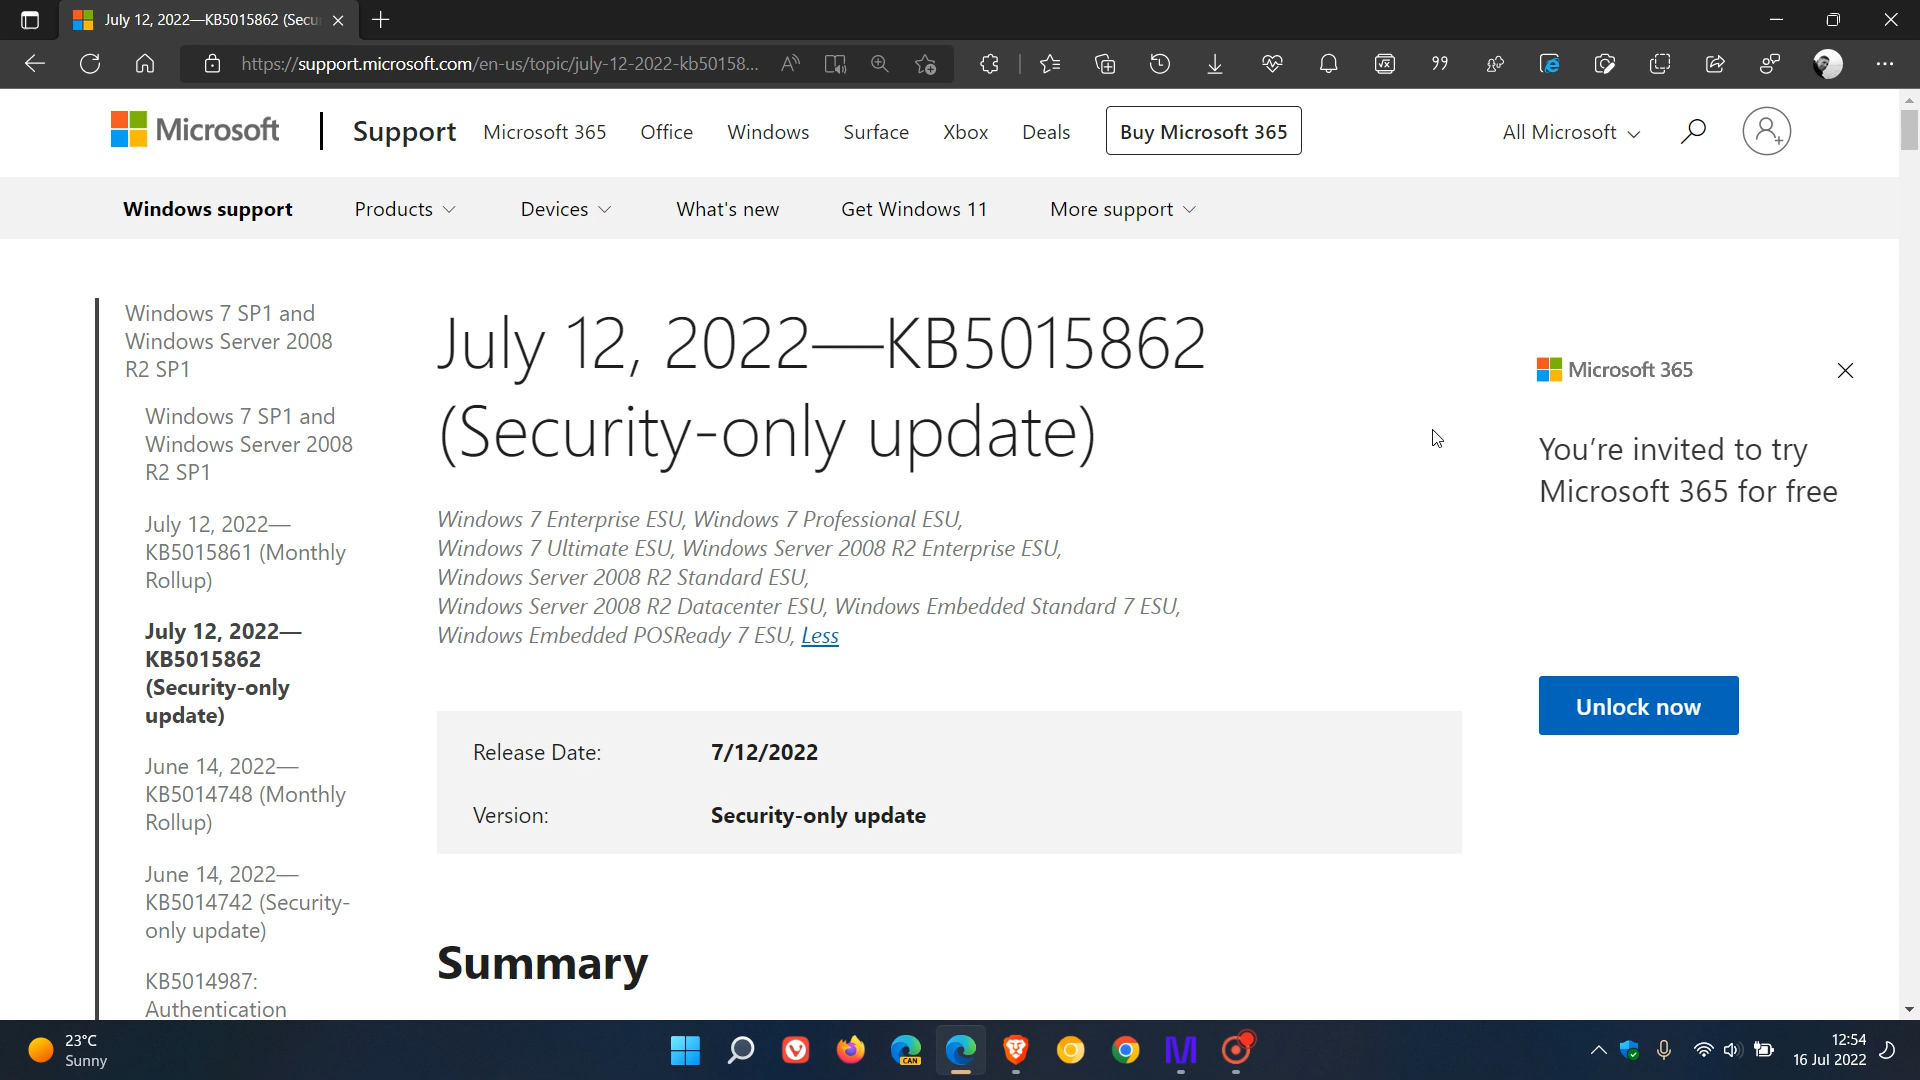 July 12, 2022—KB5015862 (Secu
https://support.microsoft.com/en-us/topic/july-12-2022-kb50158...
Microsoft
Support
Microsoft 365
Office
Windows
Surface
Xbox
Deals
Buy Microsoft 365
All Microsoft
Windows support
Products
Devices
What's new
Get Windows 11
More support
Windows 7 SP1 and
Windows Server 2008
R2 SP1
Windows 7 SP1 and
Windows Server 2008
R2 SP1
July 12, 2022—
KB5015861 (Monthly
Rollup)
July 12, 2022—
KB5015862
(Security-only
update)
June 14, 2022—
KB5014748 (Monthly
Rollup)
June 14, 2022—
KB5014742 (Security-
only update)
KB5014987:
Authentication
July 12, 2022—KB5015862
(Security-only update)
Windows 7 Enterprise ESU, Windows 7 Professional ESU,
Windows 7 Ultimate ESU, Windows Server 2008 R2 Enterprise ESU,
Windows Server 2008 R2 Standard ESU,
Windows Server 2008 R2 Datacenter ESU, Windows Embedded Standard 7 ESU,
Windows Embedded POSReady 7 ESU, Less
Release Date: 7/12/2022
Version: Security-only update
Summary
Microsoft 365
You're invited to try
Microsoft 365 for free
Unlock now
23°C
Sunny
CAN
12:54
16 Jul 2022